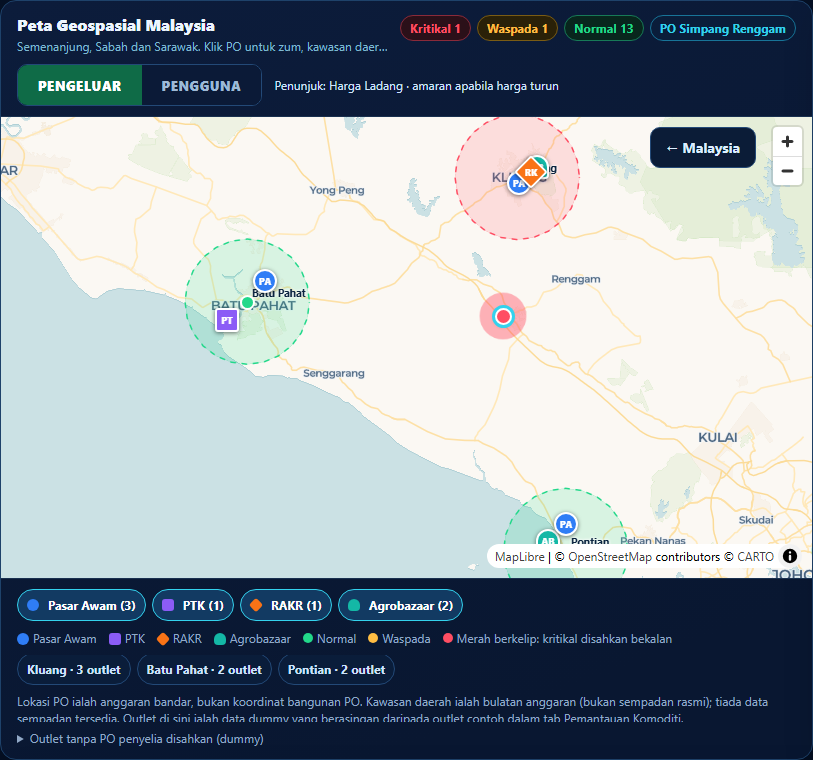 Peta Geospasial Malaysia
Semenanjung, Sabah dan Sarawak. Klik PO untuk zum, kawasan daer...
Kritikal 1
Waspada 1
Normal 13
PO Simpang Renggam
PENGELUAR
PENGGUNA
Penunjuk: Harga Ladang · amaran apabila harga turun
← Malaysia
+
−
AR
Yong Peng
PA
RK
Renggam
PA
Batu Pahat
BATU PAHAT
PT
Senggarang
KULAI
Skudai
PA
AB
Pontian
Pekan Nanas
MapLibre | © OpenStreetMap contributors © CARTO
Pasar Awam (3)
PTK (1)
RAKR (1)
Agrobazaar (2)
Pasar Awam
PTK
RAKR
Agrobazaar
Normal
Waspada
Merah berkelip: kritikal disahkan bekalan
Kluang · 3 outlet
Batu Pahat · 2 outlet
Pontian · 2 outlet
Lokasi PO ialah anggaran bandar, bukan koordinat bangunan PO. Kawasan daerah ialah bulatan anggaran (bukan sempadan rasmi); tiada data
sempadan tersedia. Outlet di sini ialah data dummy yang berasingan daripada outlet contoh dalam tab Pemantauan Komoditi.
▶ Outlet tanpa PO penyelia disahkan (dummy)